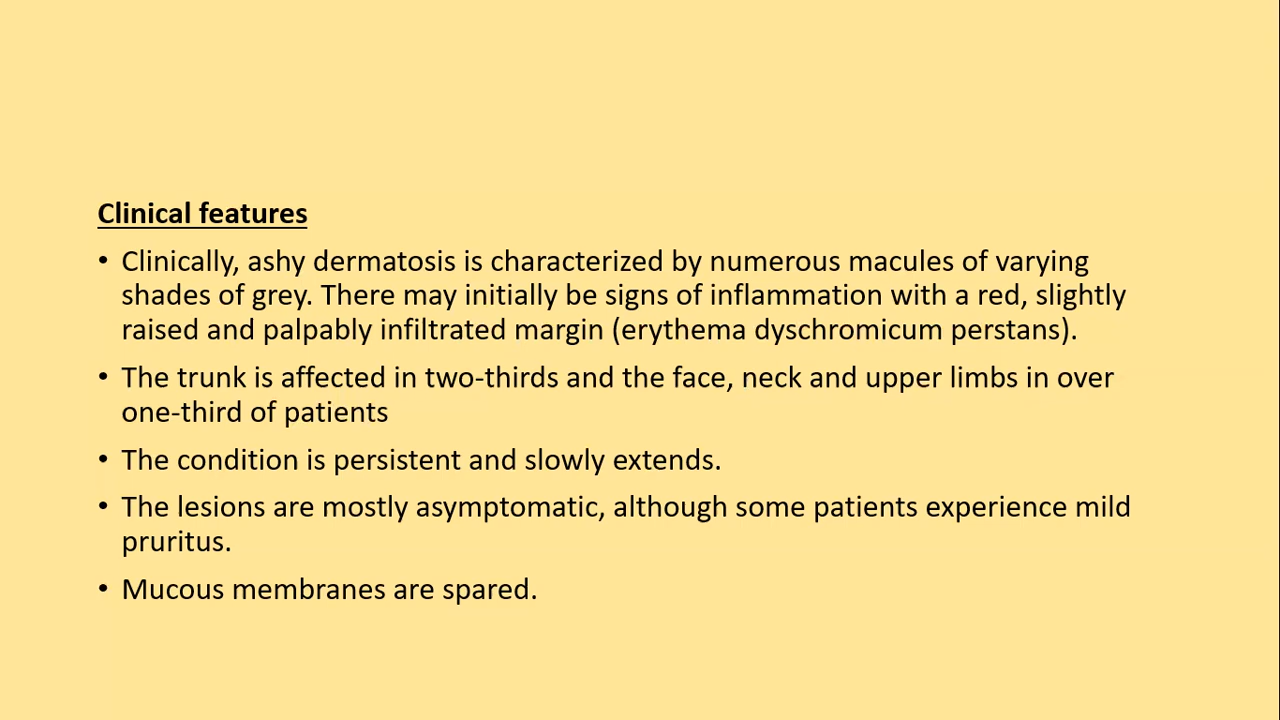 Clinical features
• Clinically, ashy dermatosis is characterized by numerous macules of varying
shades of grey. There may initially be signs of inflammation with a red, slightly
raised and palpably infiltrated margin (erythema dyschromicum perstans).
• The trunk is affected in two-thirds and the face, neck and upper limbs in over
one-third of patients
• The condition is persistent and slowly extends.
• The lesions are mostly asymptomatic, although some patients experience mild
pruritus.
• Mucous membranes are spared.